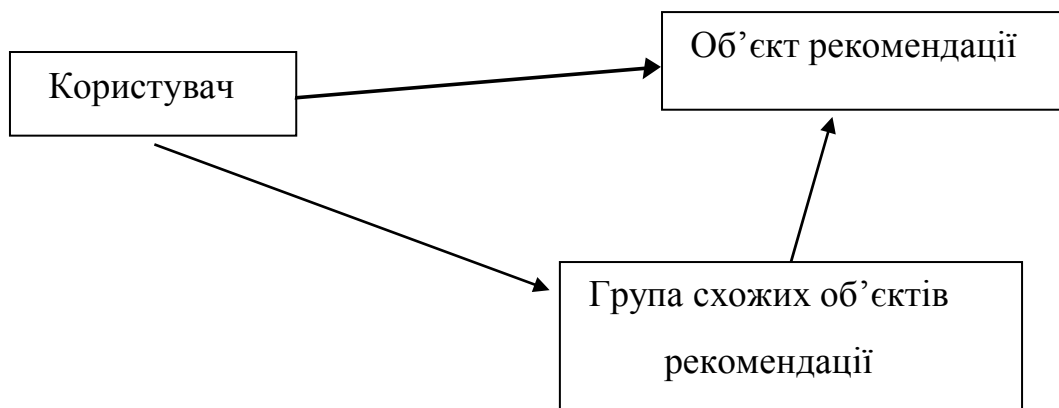 Об’єкт рекомендації
Користувач
Група схожих об’єктів
рекомендації